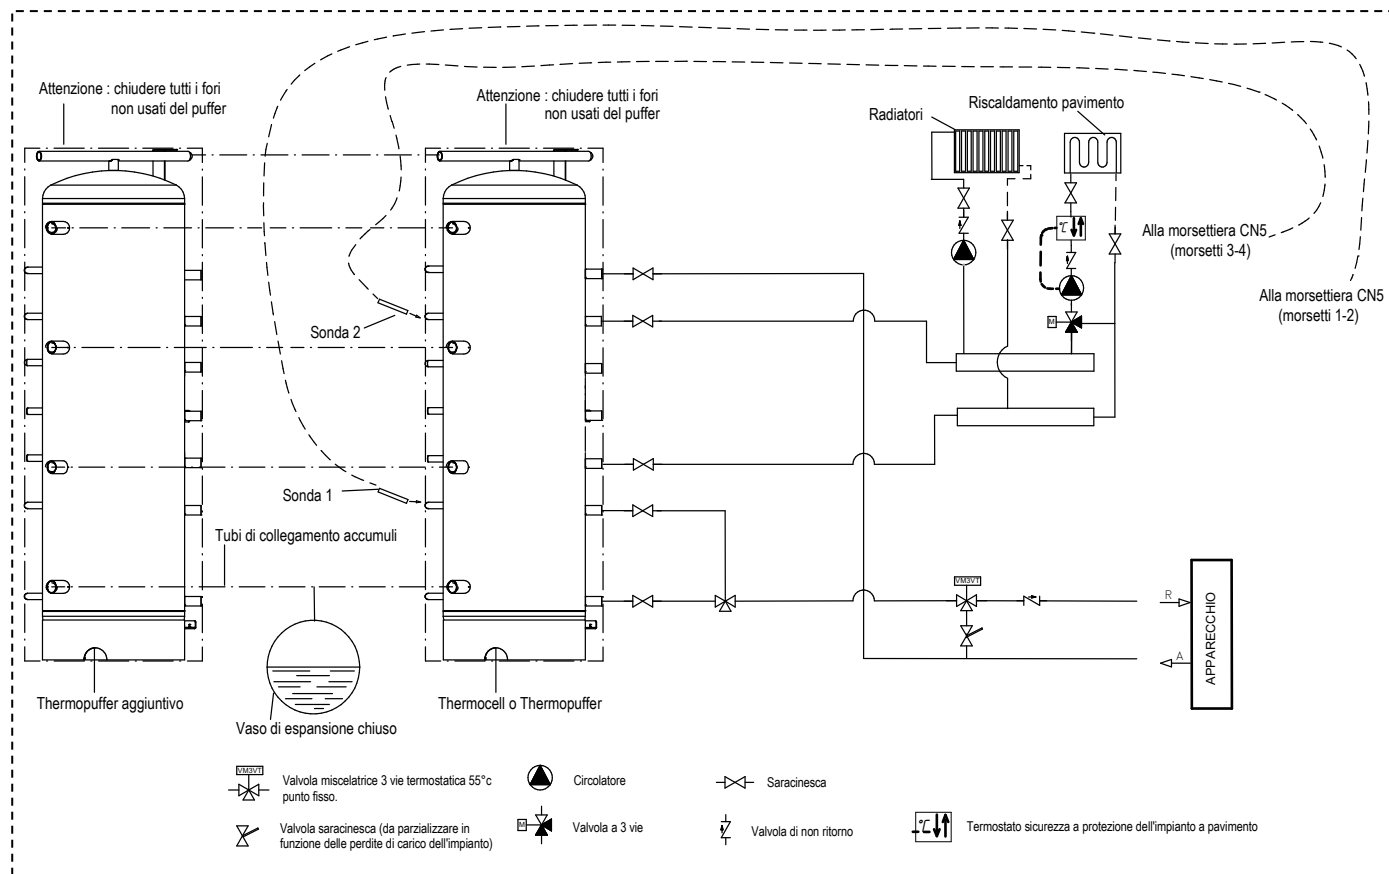 Attenzione : chiudere tutti i fori
non usati del puffer
Attenzione : chiudere tutti i fori
non usati del puffer
Radiatori
Riscaldamento pavimento
°C
M
Alla morsettiera CN5
(morsetti 3-4)
Alla morsettiera CN5
(morsetti 1-2)
Sonda 2
Sonda 1
Tubi di collegamento accumuli
VM3VT
R
A
APPARECCHIO
Thermopuffer aggiuntivo
Vaso di espansione chiuso
Thermocell o Thermopuffer
VM3VT
Valvola miscelatrice 3 vie termostatica 55°c
punto fisso.
Circolatore
Saracinesca
Valvola saracinesca (da parzializzare in
funzione delle perdite di carico dell'impianto)
M
Valvola a 3 vie
Valvola di non ritorno
°C
Termostato sicurezza a protezione dell'impianto a pavimento